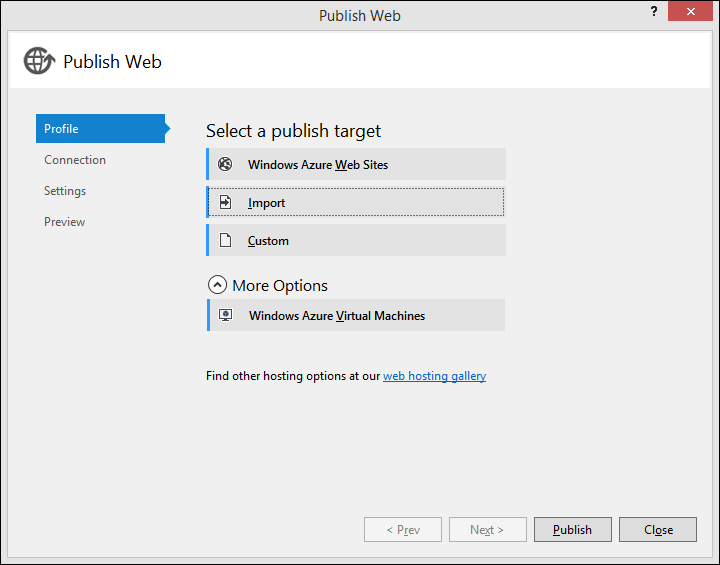 Publish Web
?
Publish Web
Profile
Connection
Settings
Preview
Select a publish target
Windows Azure Web Sites
Import
Custom
More Options
Windows Azure Virtual Machines
Find other hosting options at our web hosting gallery
< Prev
Next >
Publish
Close